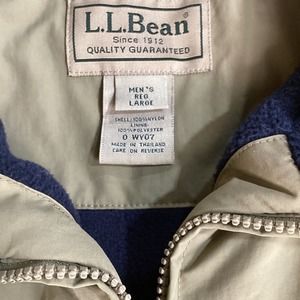 L.L.Bean
Since 1912
QUALITY GUARANTEED
MEN'S
REG
LARGE
SHELL:100%NYLON
LINING:
100%POLYESTER
0 WY07
MADE IN THAILAND
CARE ON REVERSE